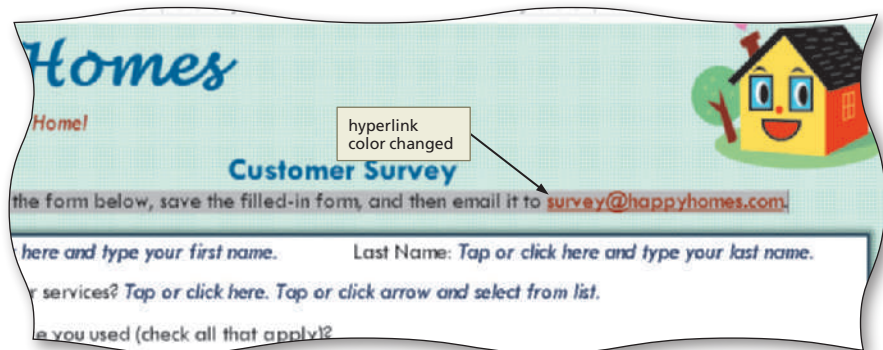 Homes
Home!
hyperlink
color changed
Customer Survey
the form below, save the filled-in form, and then email it to survey@happyhomes.com.
here and type your first name. Last Name: Tap or click here and type your last name.
r services? Tap or click here. Tap or click arrow and select from list.
e you used (check all that apply)?